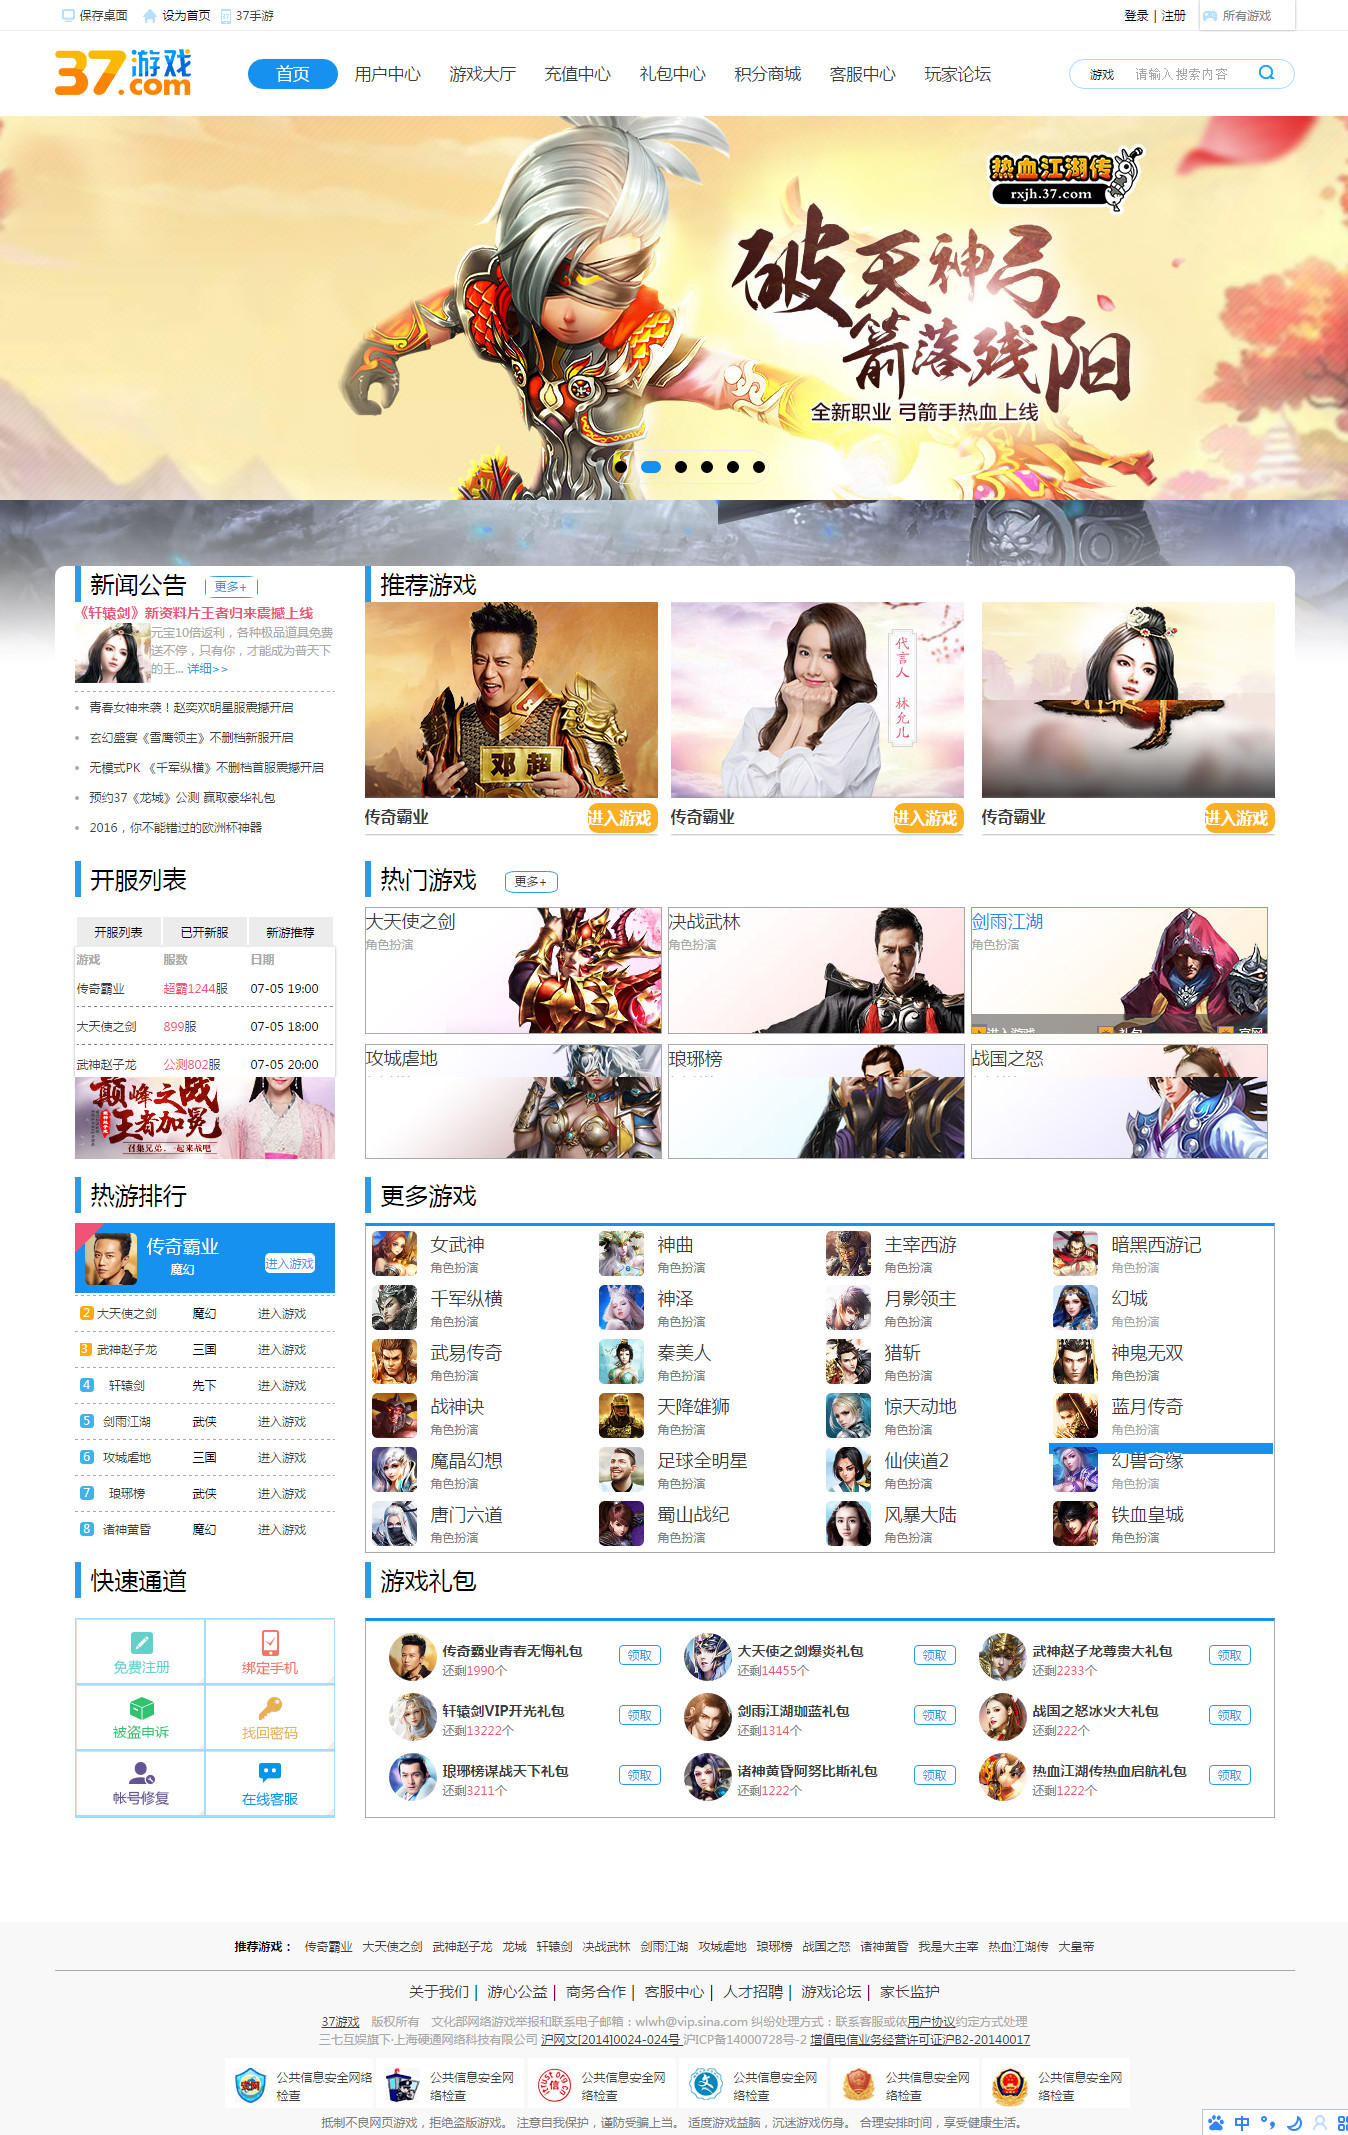 保存桌面 设为首页 37手游 登录 | 注册 所有游戏
37游戏.com
首页 用户中心 游戏大厅 充值中心 礼包中心 积分商城 客服中心 玩家论坛 游戏 请输入搜索内容
热血江湖传
rxjh.37.com
破天神弓
箭落残阳
全新职业 弓箭手热血上线
新闻公告 更多+
《轩辕剑》新资料片王者归来震撼上线
元宝10倍返利，各种极品道具免费
送不停，只有你，才能成为普天下
的王... 详细>>
青春女神来袭！赵奕欢明星服震撼开启
玄幻盛宴《雪鹰领主》不删档新服开启
无模式PK 《千军纵横》不删档首服震撼开启
预约37《龙城》公测 赢取豪华礼包
2016，你不能错过的欧洲杯神器
推荐游戏
邓超
代言人 林允儿
传奇霸业 进入游戏 传奇霸业 进入游戏 传奇霸业 进入游戏
开服列表
开服列表 已开新服 新游推荐
游戏 服数 日期
传奇霸业 超霸1244服 07-05 19:00
大天使之剑 899服 07-05 18:00
武神赵子龙 公测802服 07-05 20:00
巅峰之战
王者加冕
召集兄弟，一起来战吧
热门游戏 更多+
大天使之剑 决战武林 剑雨江湖
角色扮演 角色扮演 角色扮演
进入游戏 礼包 官网
攻城虐地 琅琊榜 战国之怒
热游排行
传奇霸业
魔幻 进入游戏
2 大天使之剑 魔幻 进入游戏
3 武神赵子龙 三国 进入游戏
4 轩辕剑 先下 进入游戏
5 剑雨江湖 武侠 进入游戏
6 攻城虐地 三国 进入游戏
7 琅琊榜 武侠 进入游戏
8 诸神黄昏 魔幻 进入游戏
更多游戏
女武神 神曲 主宰西游 暗黑西游记
角色扮演 角色扮演 角色扮演 角色扮演
千军纵横 神泽 月影领主 幻城
角色扮演 角色扮演 角色扮演 角色扮演
武易传奇 秦美人 猎斩 神鬼无双
角色扮演 角色扮演 角色扮演 角色扮演
战神诀 天降雄狮 惊天动地 蓝月传奇
角色扮演 角色扮演 角色扮演 角色扮演
魔晶幻想 足球全明星 仙侠道2 幻兽奇缘
角色扮演 角色扮演 角色扮演 角色扮演
唐门六道 蜀山战纪 风暴大陆 铁血皇城
角色扮演 角色扮演 角色扮演 角色扮演
快速通道
免费注册 绑定手机
被盗申诉 找回密码
帐号修复 在线客服
游戏礼包
传奇霸业青春无悔礼包 领取 大天使之剑爆炎礼包 领取 武神赵子龙尊贵大礼包 领取
还剩1990个 还剩14455个 还剩2233个
轩辕剑VIP开光礼包 领取 剑雨江湖珈蓝礼包 领取 战国之怒冰火大礼包 领取
还剩13222个 还剩1314个 还剩222个
琅琊榜谋战天下礼包 领取 诸神黄昏阿努比斯礼包 领取 热血江湖传热血启航礼包 领取
还剩3211个 还剩1222个 还剩1222个
推荐游戏： 传奇霸业 大天使之剑 武神赵子龙 龙城 轩辕剑 决战武林 剑雨江湖 攻城虐地 琅琊榜 战国之怒 诸神黄昏 我是大主宰 热血江湖传 大皇帝
关于我们 | 游心公益 | 商务合作 | 客服中心 | 人才招聘 | 游戏论坛 | 家长监护
37游戏 版权所有 文化部网络游戏举报和联系电子邮箱：wlwh@vip.sina.com 纠纷处理方式：联系客服或依用户协议约定方式处理
三七互娱旗下·上海硬通网络科技有限公司 沪网文[2014]0024-024号 沪ICP备14000728号-2 增值电信业务经营许可证沪B2-20140017
公共信息安全网络检查 公共信息安全网络检查 公共信息安全网络检查 公共信息安全网络检查 公共信息安全网络检查 公共信息安全网络检查
抵制不良网页游戏，拒绝盗版游戏。 注意自我保护，谨防受骗上当。 适度游戏益脑，沉迷游戏伤身。 合理安排时间，享受健康生活。
中